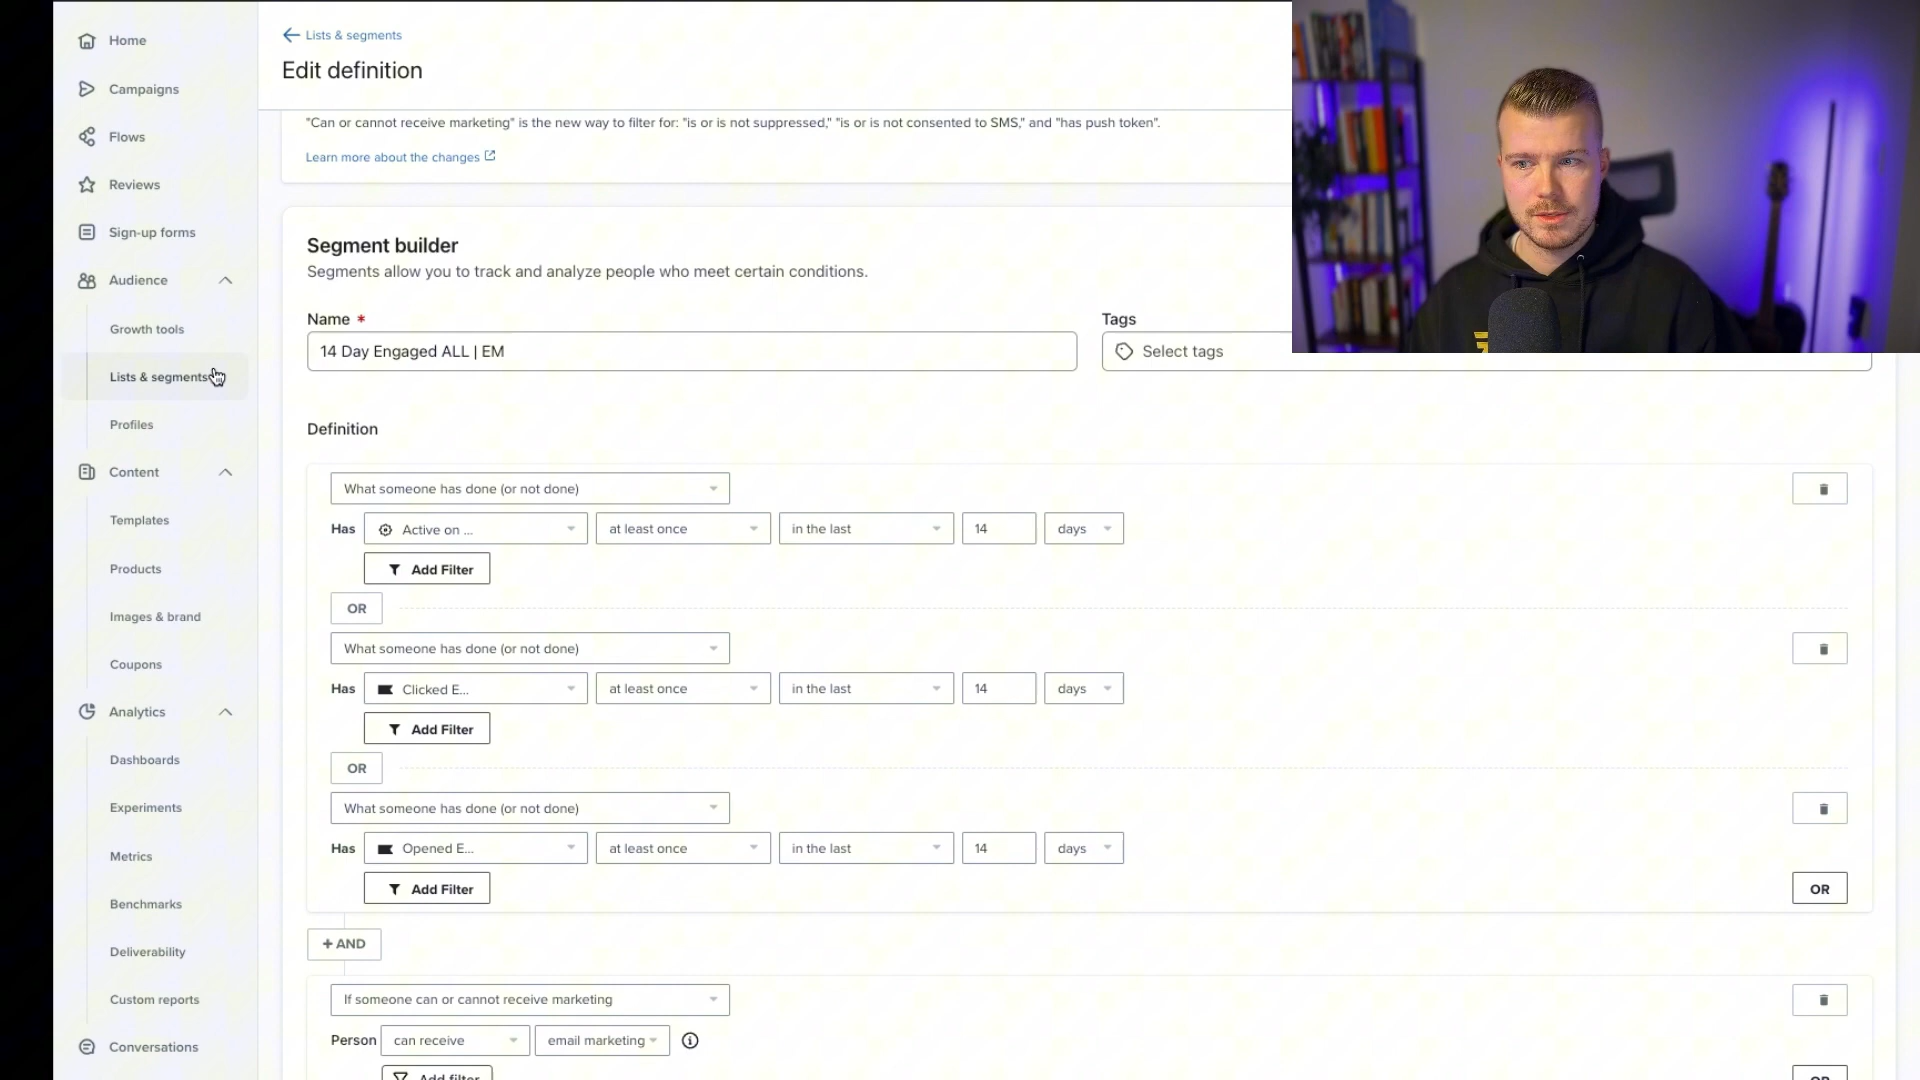 Home
Campaigns
Flows
Reviews
Sign-up forms
Audience
Growth tools
Lists & segments
Profiles
Content
Templates
Products
Images & brand
Coupons
Analytics
Dashboards
Experiments
Metrics
Benchmarks
Deliverability
Custom reports
Conversations
Lists & segments
Edit definition
"Can or cannot receive marketing" is the new way to filter for: "is or is not suppressed," "is or is not consented to SMS," and "has push token".
Learn more about the changes
Segment builder
Segments allow you to track and analyze people who meet certain conditions.
Name * Tags
14 Day Engaged ALL | EM Select tags
Definition
What someone has done (or not done)
Has Active on ... at least once in the last 14 days
Add Filter
OR
What someone has done (or not done)
Has Clicked E... at least once in the last 14 days
Add Filter
OR
What someone has done (or not done)
Has Opened E... at least once in the last 14 days
Add Filter OR
+ AND
If someone can or cannot receive marketing
Person can receive email marketing
Add filter OR